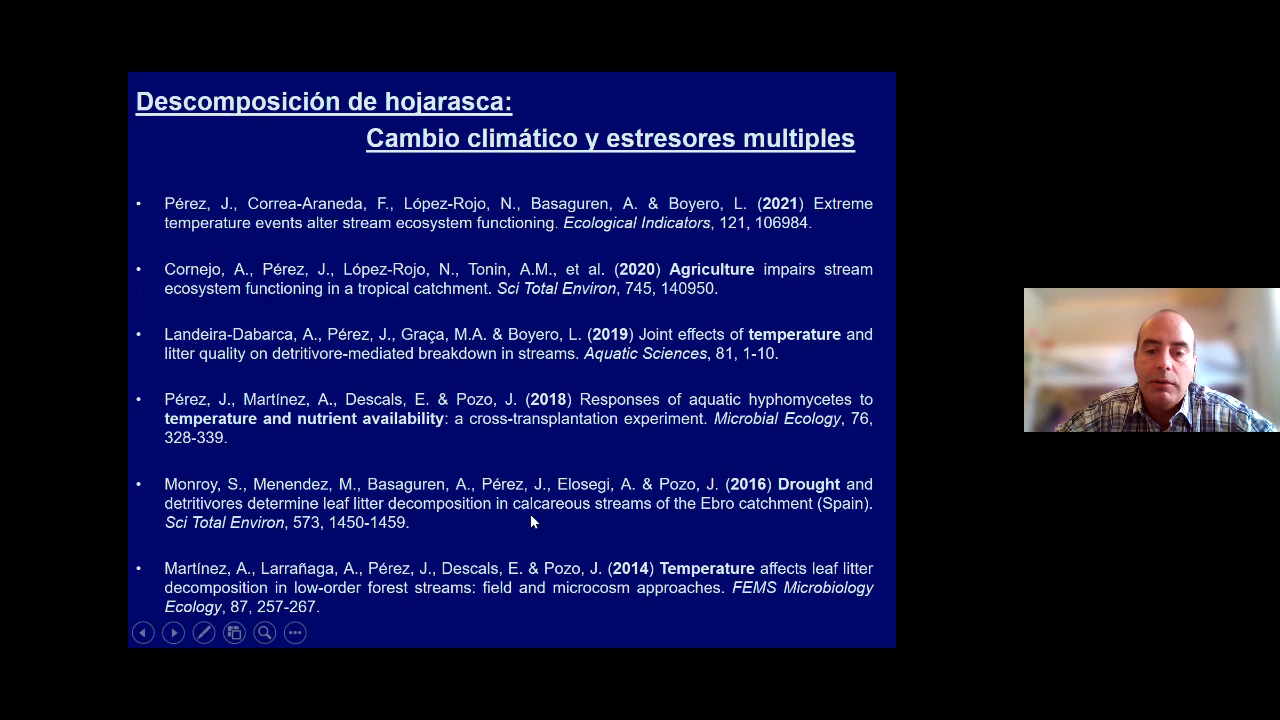 Descomposición de hojarasca:
Cambio climático y estresores multiples
• Pérez, J., Correa-Araneda, F., López-Rojo, N., Basaguren, A. & Boyero, L. (2021) Extreme
temperature events alter stream ecosystem functioning. Ecological Indicators, 121, 106984.
• Cornejo, A., Pérez, J., López-Rojo, N., Tonin, A.M., et al. (2020) Agriculture impairs stream
ecosystem functioning in a tropical catchment. Sci Total Environ, 745, 140950.
• Landeira-Dabarca, A., Pérez, J., Graça, M.A. & Boyero, L. (2019) Joint effects of temperature and
litter quality on detritivore-mediated breakdown in streams. Aquatic Sciences, 81, 1-10.
• Pérez, J., Martínez, A., Descals, E. & Pozo, J. (2018) Responses of aquatic hyphomycetes to
temperature and nutrient availability: a cross-transplantation experiment. Microbial Ecology, 76,
328-339.
• Monroy, S., Menendez, M., Basaguren, A., Pérez, J., Elosegi, A. & Pozo, J. (2016) Drought and
detritivores determine leaf litter decomposition in calcareous streams of the Ebro catchment (Spain).
Sci Total Environ, 573, 1450-1459.
• Martínez, A., Larrañaga, A., Pérez, J., Descals, E. & Pozo, J. (2014) Temperature affects leaf litter
decomposition in low-order forest streams: field and microcosm approaches. FEMS Microbiology
Ecology, 87, 257-267.